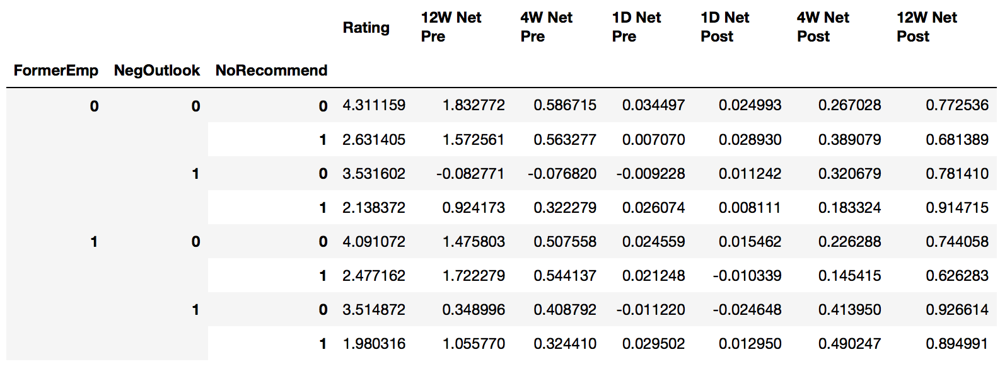 Rating 12W Net Pre 4W Net Pre 1D Net Pre 1D Net Post 4W Net Post 12W Net Post
FormerEmp NegOutlook NoRecommend
0 0 0 4.311159 1.832772 0.586715 0.034497 0.024993 0.267028 0.772536
1 2.631405 1.572561 0.563277 0.007070 0.028930 0.389079 0.681389
1 0 3.531602 -0.082771 -0.076820 -0.009228 0.011242 0.320679 0.781410
1 2.138372 0.924173 0.322279 0.026074 0.008111 0.183324 0.914715
1 0 0 4.091072 1.475803 0.507558 0.024559 0.015462 0.226288 0.744058
1 2.477162 1.722279 0.544137 0.021248 -0.010339 0.145415 0.626283
1 0 3.514872 0.348996 0.408792 -0.011220 -0.024648 0.413950 0.926614
1 1.980316 1.055770 0.324410 0.029502 0.012950 0.490247 0.894991